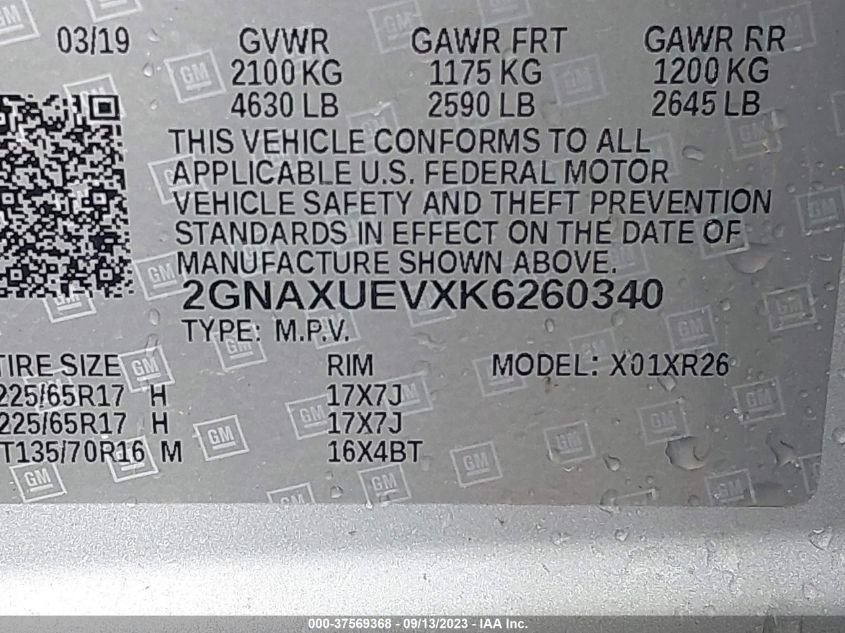 03/19 GVWR GAWR FRT GAWR RR
2100 KG 1175 KG 1200 KG
4630 LB 2590 LB 2645 LB
THIS VEHICLE CONFORMS TO ALL
APPLICABLE U.S. FEDERAL MOTOR
VEHICLE SAFETY AND THEFT PREVENTION
STANDARDS IN EFFECT ON THE DATE OF
MANUFACTURE SHOWN ABOVE.
2GNAXUEVXK6260340
TYPE: M.P.V.
TIRE SIZE RIM MODEL: X01XR26
225/65R17 H 17X7J
225/65R17 H 17X7J
T135/70R16 M 16X4BT
000-37569368 - 09/13/2023 - IAA Inc.